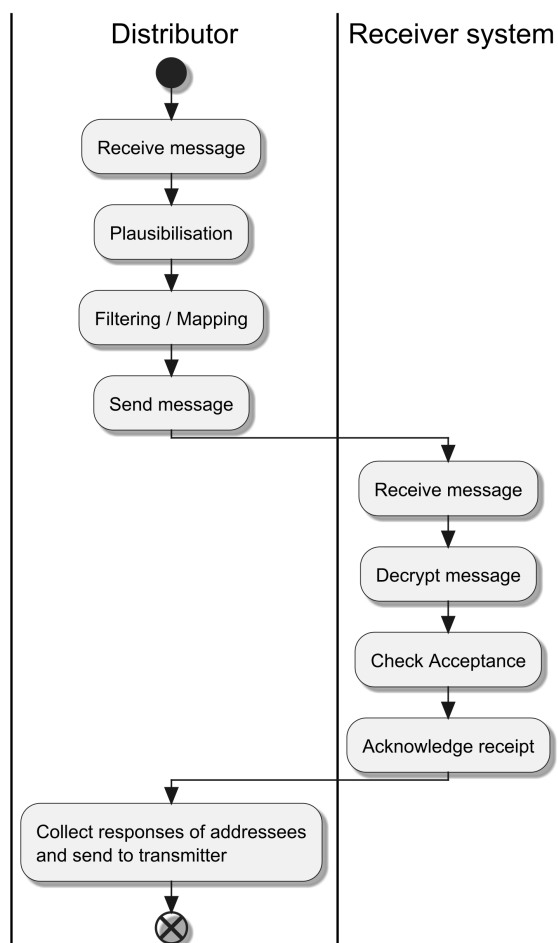 Distributor
Receiver system
Receive message
Plausibilisation
Filtering / Mapping
Send message
Receive message
Decrypt message
Check Acceptance
Acknowledge receipt
Collect responses of addressees
and send to transmitter